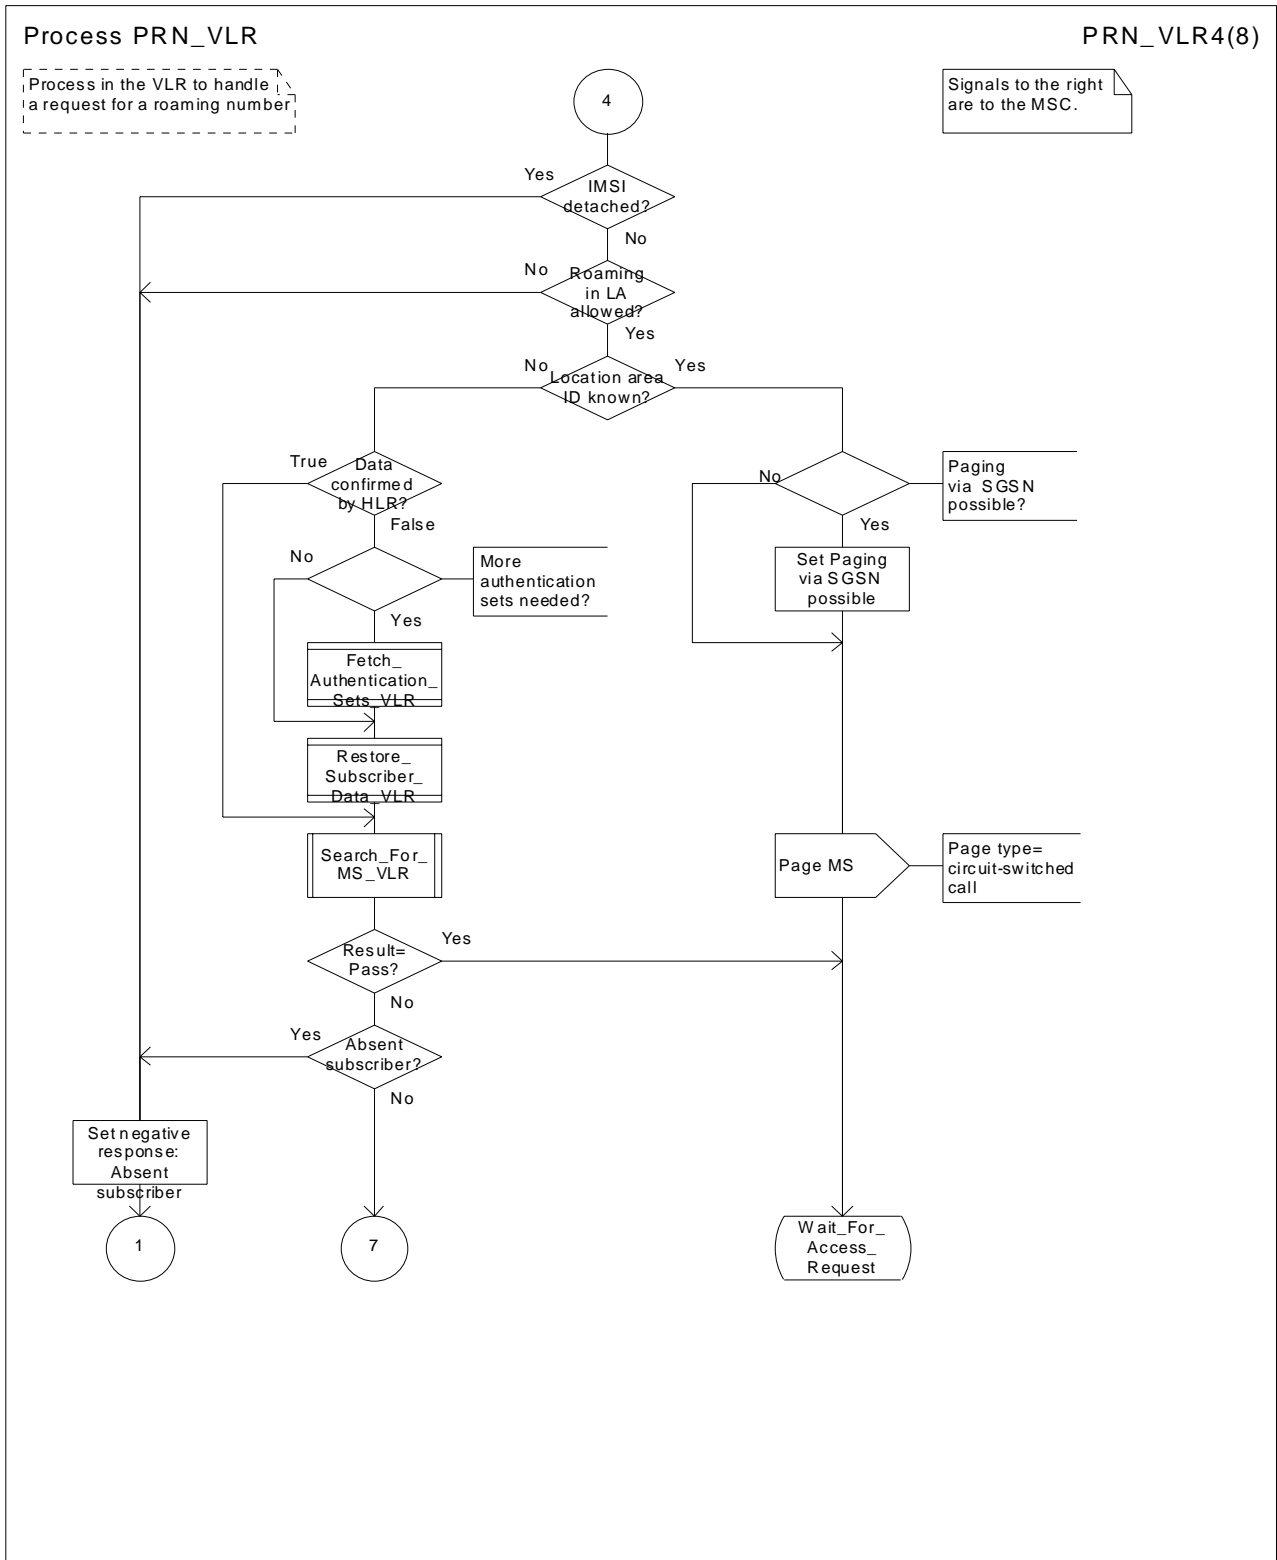 Process PRN_VLR
PRN_VLR4(8)
Process in the VLR to handle
a request for a roaming number
4
Signals to the right
are to the MSC.
Yes
IMSI
detached?
No
No
Roaming
in LA
allowed?
Yes
No
Location area
ID known?
Yes
True
Data
confirmed
by HLR?
False
No
Paging
via SGSN
possible?
Yes
No
More
authentication
sets needed?
Yes
Set Paging
via SGSN
possible
Fetch_
Authentication_
Sets_VLR
Restore_
Subscriber_
Data_VLR
Search_For_
MS_VLR
Page MS
Page type=
circuit-switched
call
Result=
Pass?
Yes
No
Yes
Absent
subscriber?
No
Set negative
response:
Absent
subscriber
1
7
Wait_For_
Access_
Request